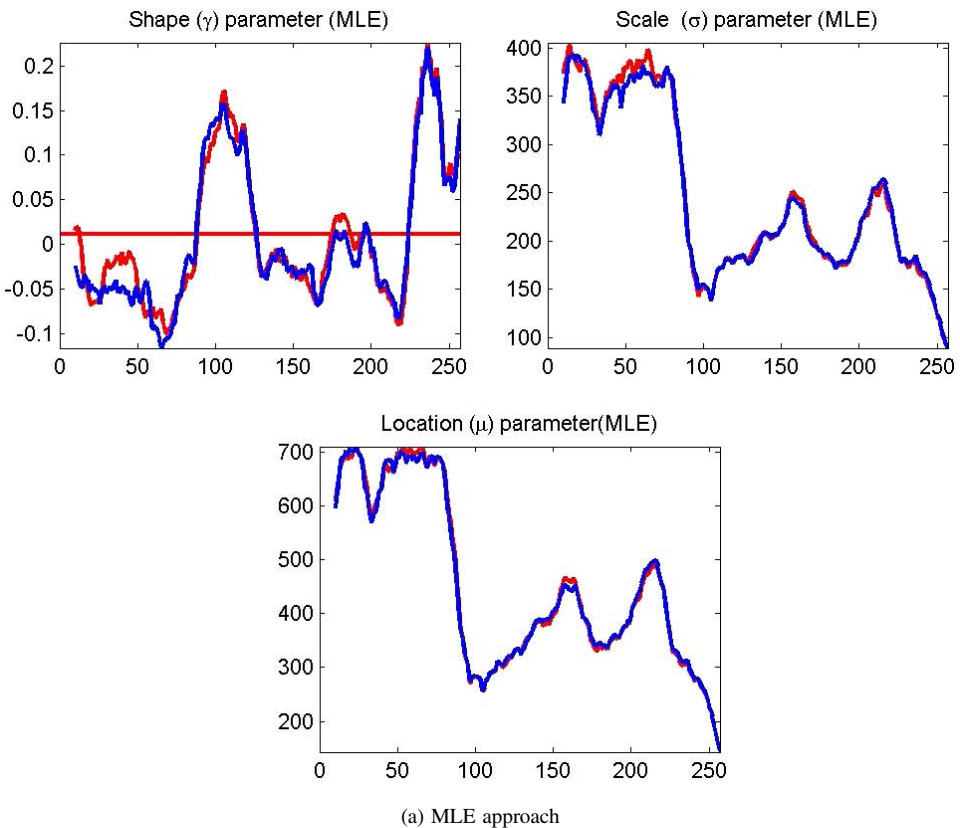 Shape (γ) parameter (MLE)
0.2
0.15
0.1
0.05
0
-0.05
-0.1
0 50 100 150 200 250
Scale (σ) parameter (MLE)
400
350
300
250
200
150
100
0 50 100 150 200 250
Location (μ) parameter(MLE)
700
600
500
400
300
200
0 50 100 150 200 250
(a) MLE approach